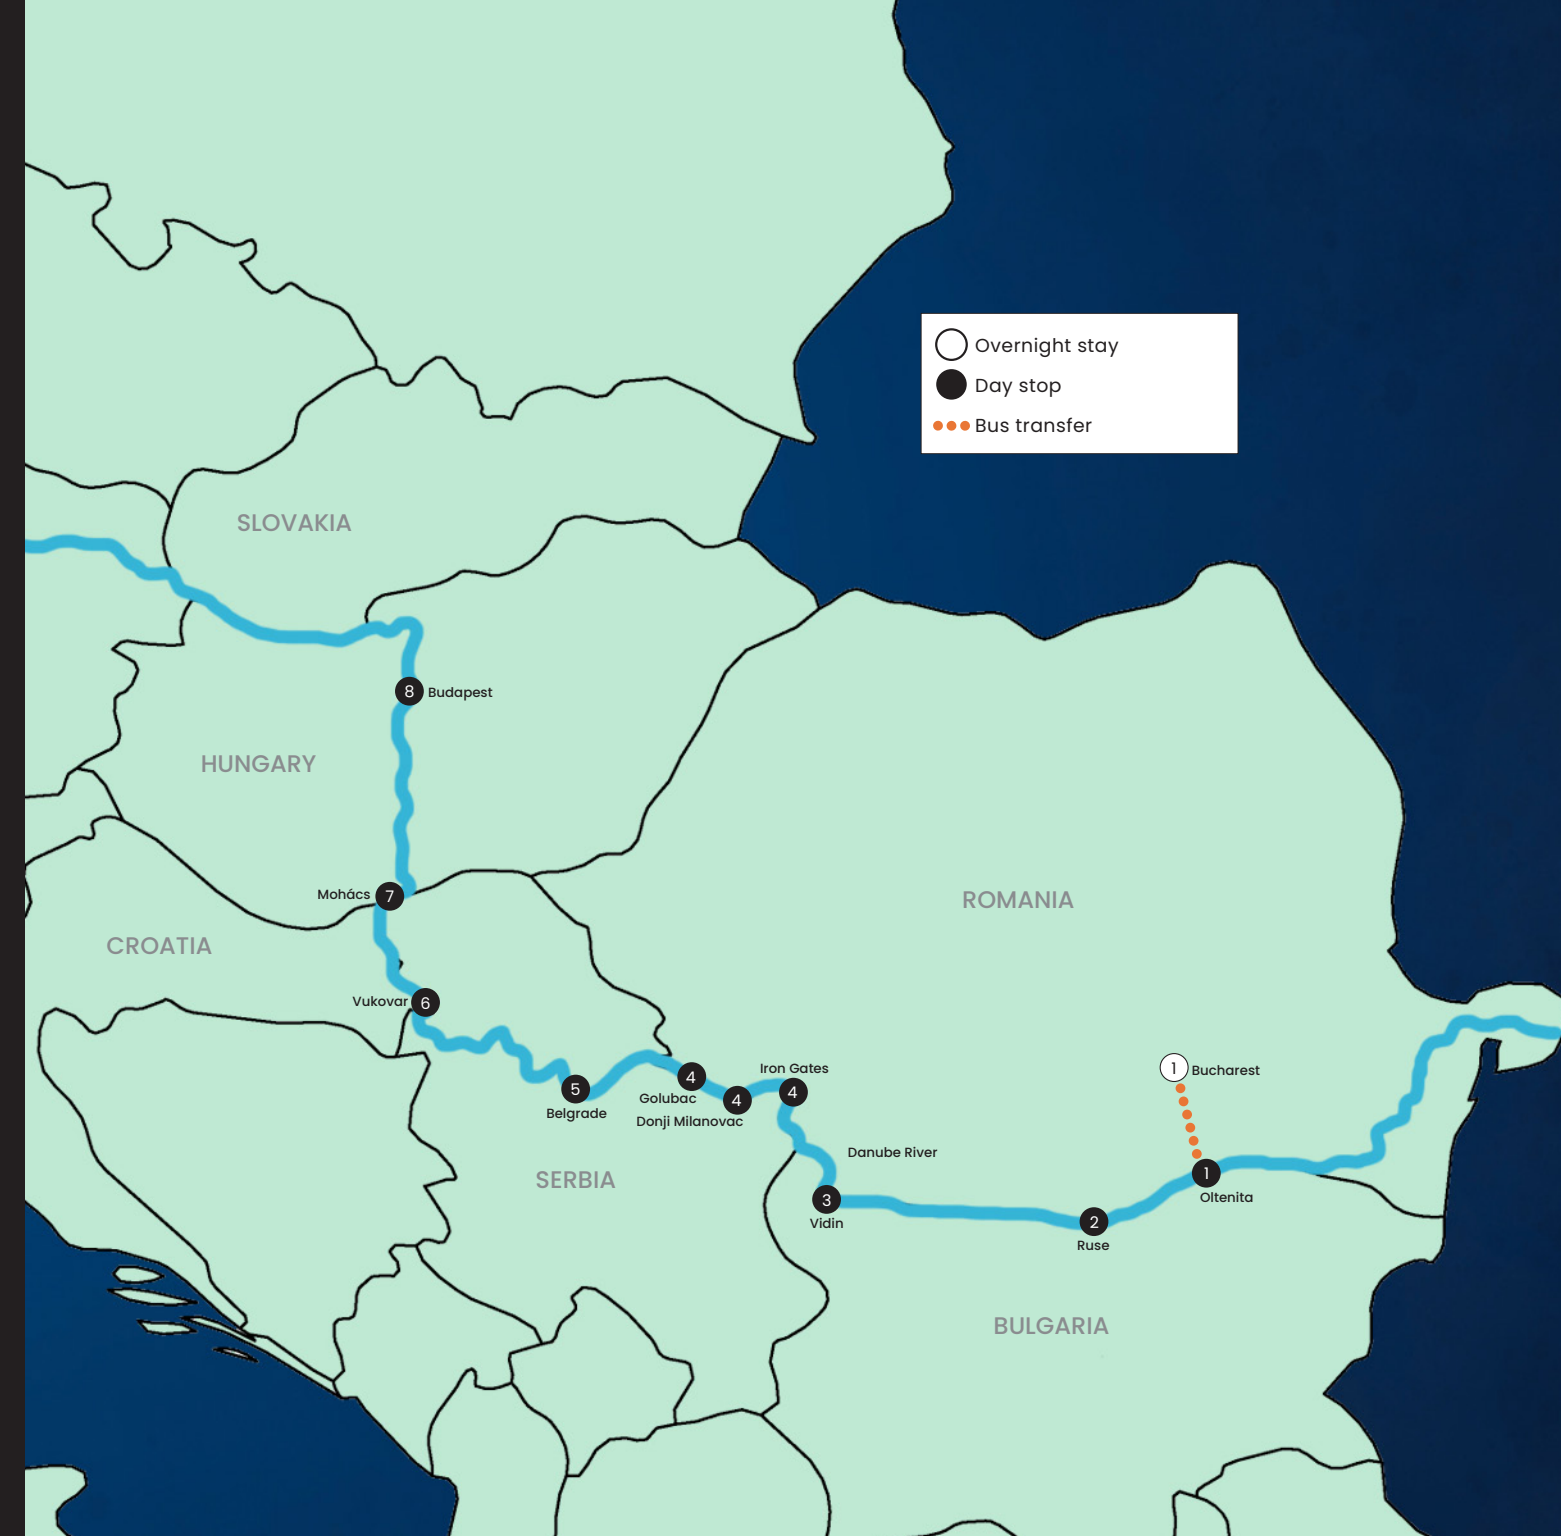 Overnight stay
Day stop
Bus transfer
SLOVAKIA
8 Budapest
HUNGARY
Mohács 7
ROMANIA
CROATIA
Vukovar 6
Iron Gates
4
1 Bucharest
4
Golubac
5
Belgrade
4
Donji Milanovac
Danube River
SERBIA
1
Oltenita
3
Vidin
2
Ruse
BULGARIA